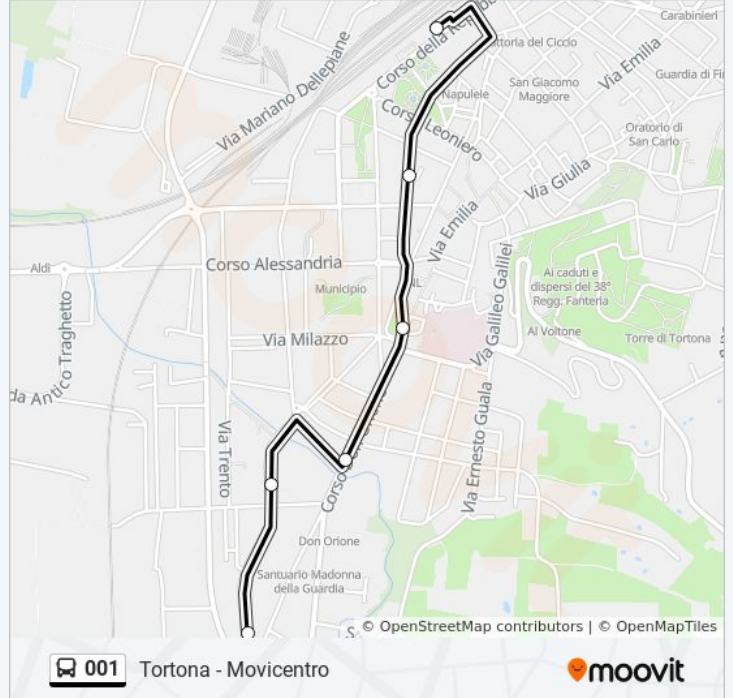 Carabinieri
Corso della Repubb
attoria del Ciccio
Via Emilia
Via Mariano Dellepiane
San Giacomo
Maggiore
Guardia di Fi
Napulele
Corso Leoniero
Oratorio di
San Carlo
Via Giulia
Via Emilia
Aldi
Corso Alessandria
Via Galileo Galilei
Ai caduti e
dispersi del 38°
Regg. Fanteria
Municipio
Via Milazzo
Al Voltone
Torre di Tortona
da Antico Traghetto
Via Trento
Via Ernesto Guala
Corso
Don Orione
Santuario Madonna
della Guardia
© OpenStreetMap contributors | © OpenMapTiles
001 Tortona - Movicentro
moovit